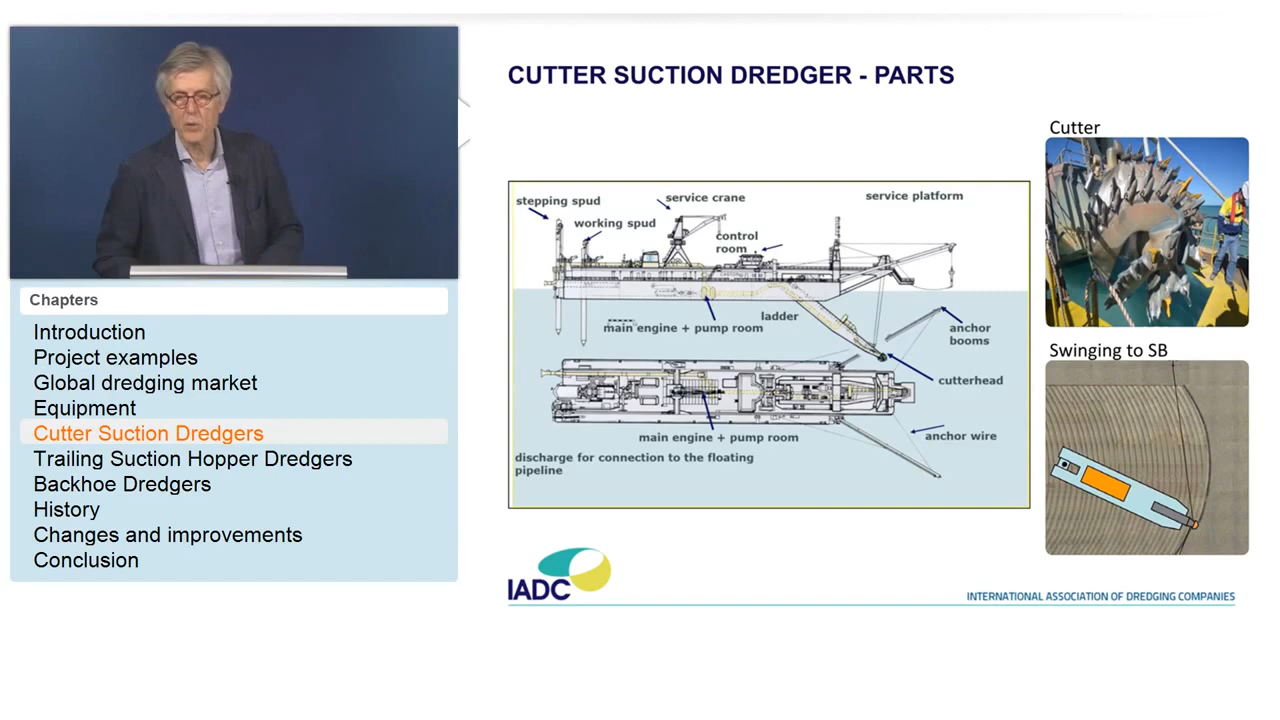 CUTTER SUCTION DREDGER - PARTS
Chapters
Introduction
Project examples
Global dredging market
Equipment
Cutter Suction Dredgers
Trailing Suction Hopper Dredgers
Backhoe Dredgers
History
Changes and improvements
Conclusion
stepping spud
service crane
service platform
working spud
control
room
main engine + pump room
ladder
anchor
booms
cutterhead
main engine + pump room
anchor wire
discharge for connection to the floating
pipeline
Cutter
Swinging to SB
IADC
INTERNATIONAL ASSOCIATION OF DREDGING COMPANIES